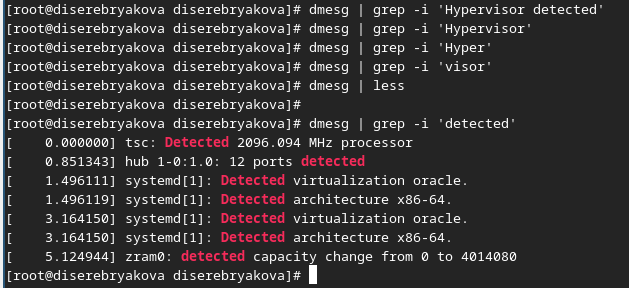 [root@diserebryakova diserebryakova]# dmesg | grep -i 'Hypervisor detected'
[root@diserebryakova diserebryakova]# dmesg | grep -i 'Hypervisor'
[root@diserebryakova diserebryakova]# dmesg | grep -i 'Hyper'
[root@diserebryakova diserebryakova]# dmesg | grep -i 'visor'
[root@diserebryakova diserebryakova]# dmesg | less
[root@diserebryakova diserebryakova]#
[root@diserebryakova diserebryakova]# dmesg | grep -i 'detected'
[    0.000000] tsc: Detected 2096.094 MHz processor
[    0.851343] hub 1-0:1.0: 12 ports detected
[    1.496111] systemd[1]: Detected virtualization oracle.
[    1.496119] systemd[1]: Detected architecture x86-64.
[    3.164150] systemd[1]: Detected virtualization oracle.
[    3.164150] systemd[1]: Detected architecture x86-64.
[    5.124944] zram0: detected capacity change from 0 to 4014080
[root@diserebryakova diserebryakova]#